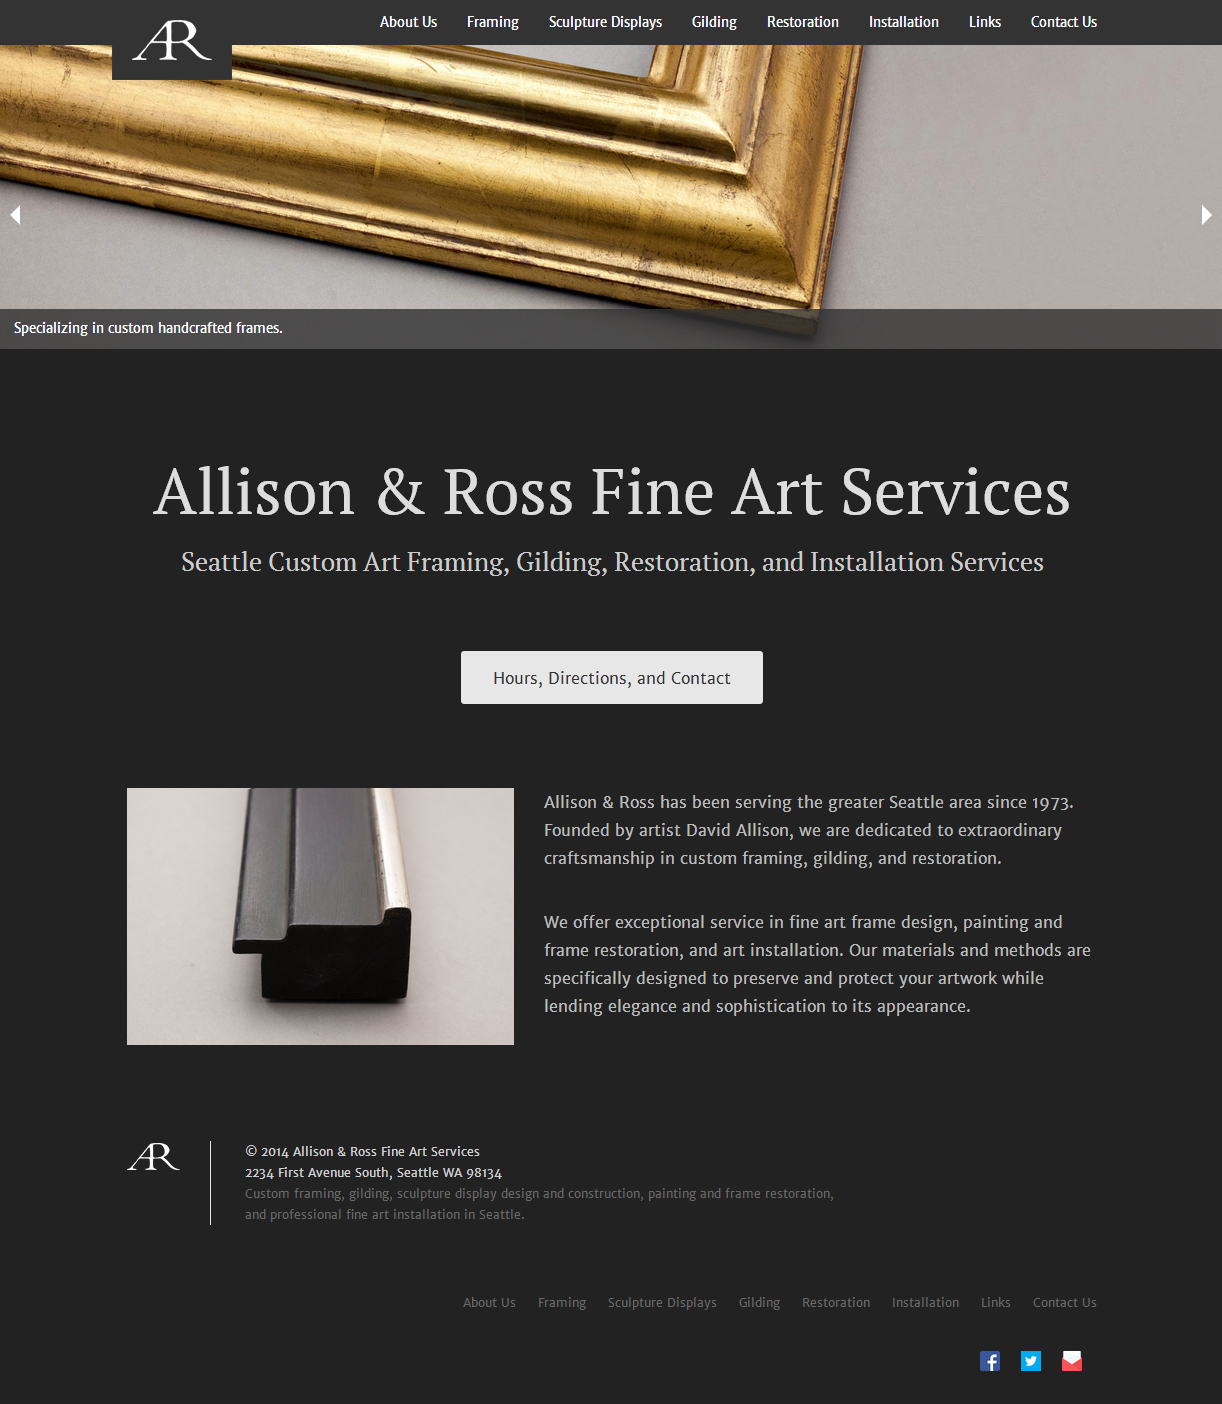 AR
About Us Framing Sculpture Displays Gilding Restoration Installation Links Contact Us
Specializing in custom handcrafted frames.
Allison & Ross Fine Art Services
Seattle Custom Art Framing, Gilding, Restoration, and Installation Services
Hours, Directions, and Contact
Allison & Ross has been serving the greater Seattle area since 1973.
Founded by artist David Allison, we are dedicated to extraordinary
craftsmanship in custom framing, gilding, and restoration.
We offer exceptional service in fine art frame design, painting and
frame restoration, and art installation. Our materials and methods are
specifically designed to preserve and protect your artwork while
lending elegance and sophistication to its appearance.
AR
© 2014 Allison & Ross Fine Art Services
2234 First Avenue South, Seattle WA 98134
Custom framing, gilding, sculpture display design and construction, painting and frame restoration,
and professional fine art installation in Seattle.
About Us Framing Sculpture Displays Gilding Restoration Installation Links Contact Us